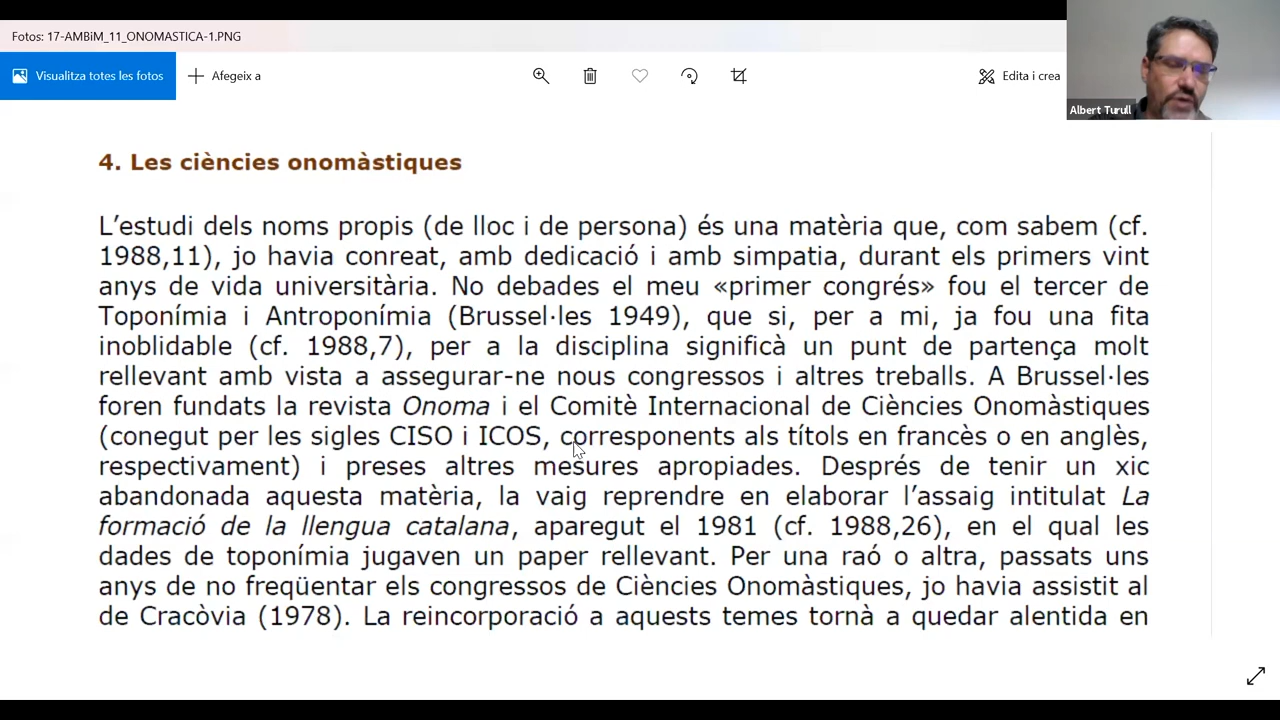 Fotos: 17-AMBiM_11_ONOMASTICA-1.PNG
Visualitza totes les fotos
Afegeix a
Edita i crea
Albert Turull
4. Les ciències onomàstiques
L’estudi dels noms propis (de lloc i de persona) és una matèria que, com sabem (cf.
1988,11), jo havia conreat, amb dedicació i amb simpatia, durant els primers vint
anys de vida universitària. No debades el meu «primer congrés» fou el tercer de
Toponímia i Antroponímia (Brussel·les 1949), que si, per a mi, ja fou una fita
inoblidable (cf. 1988,7), per a la disciplina significà un punt de partença molt
rellevant amb vista a assegurar-ne nous congressos i altres treballs. A Brussel·les
foren fundats la revista Onoma i el Comitè Internacional de Ciències Onomàstiques
(conegut per les sigles CISO i ICOS, corresponents als títols en francès o en anglès,
respectivament) i preses altres mesures apropiades. Després de tenir un xic
abandonada aquesta matèria, la vaig reprendre en elaborar l’assaig intitulat La
formació de la llengua catalana, aparegut el 1981 (cf. 1988,26), en el qual les
dades de toponímia jugaven un paper rellevant. Per una raó o altra, passats uns
anys de no freqüentar els congressos de Ciències Onomàstiques, jo havia assistit al
de Cracòvia (1978). La reincorporació a aquests temes tornà a quedar alentida en